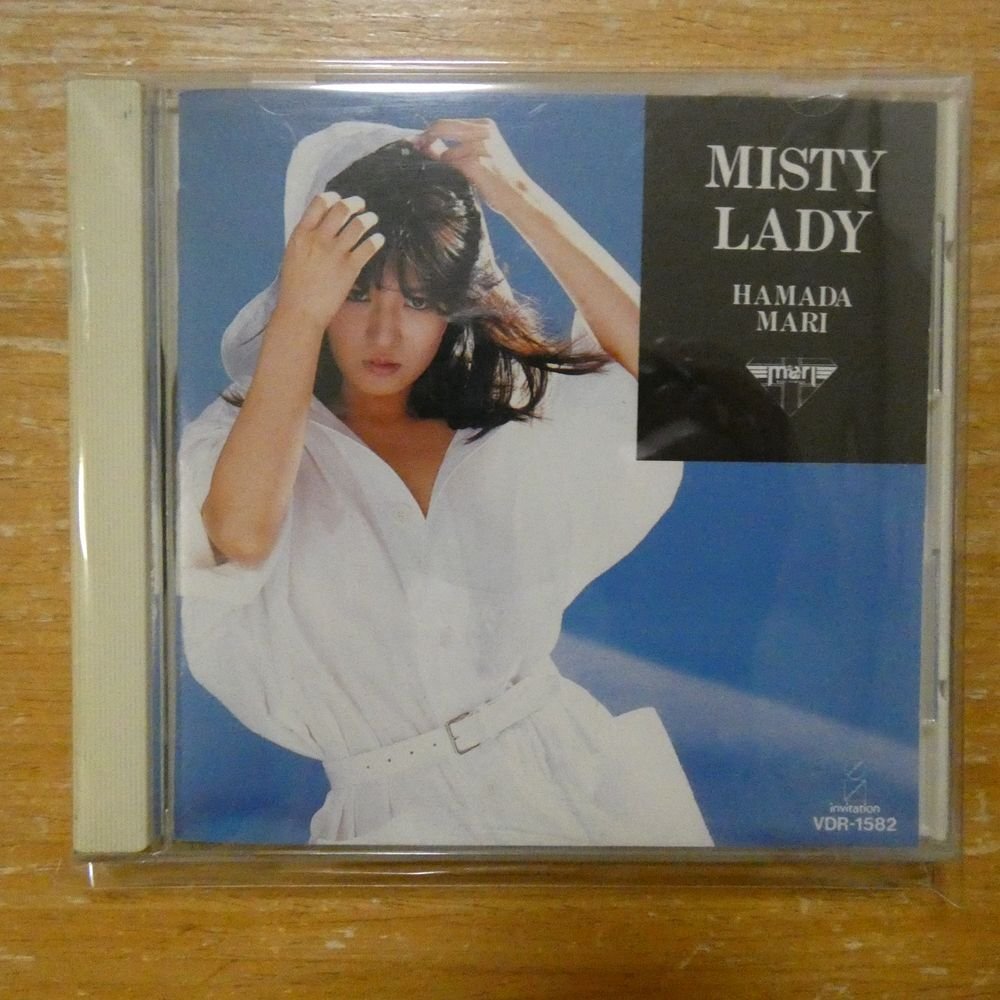 MISTY
LADY
HAMADA
MARI
mari
invitation
VDR-1582